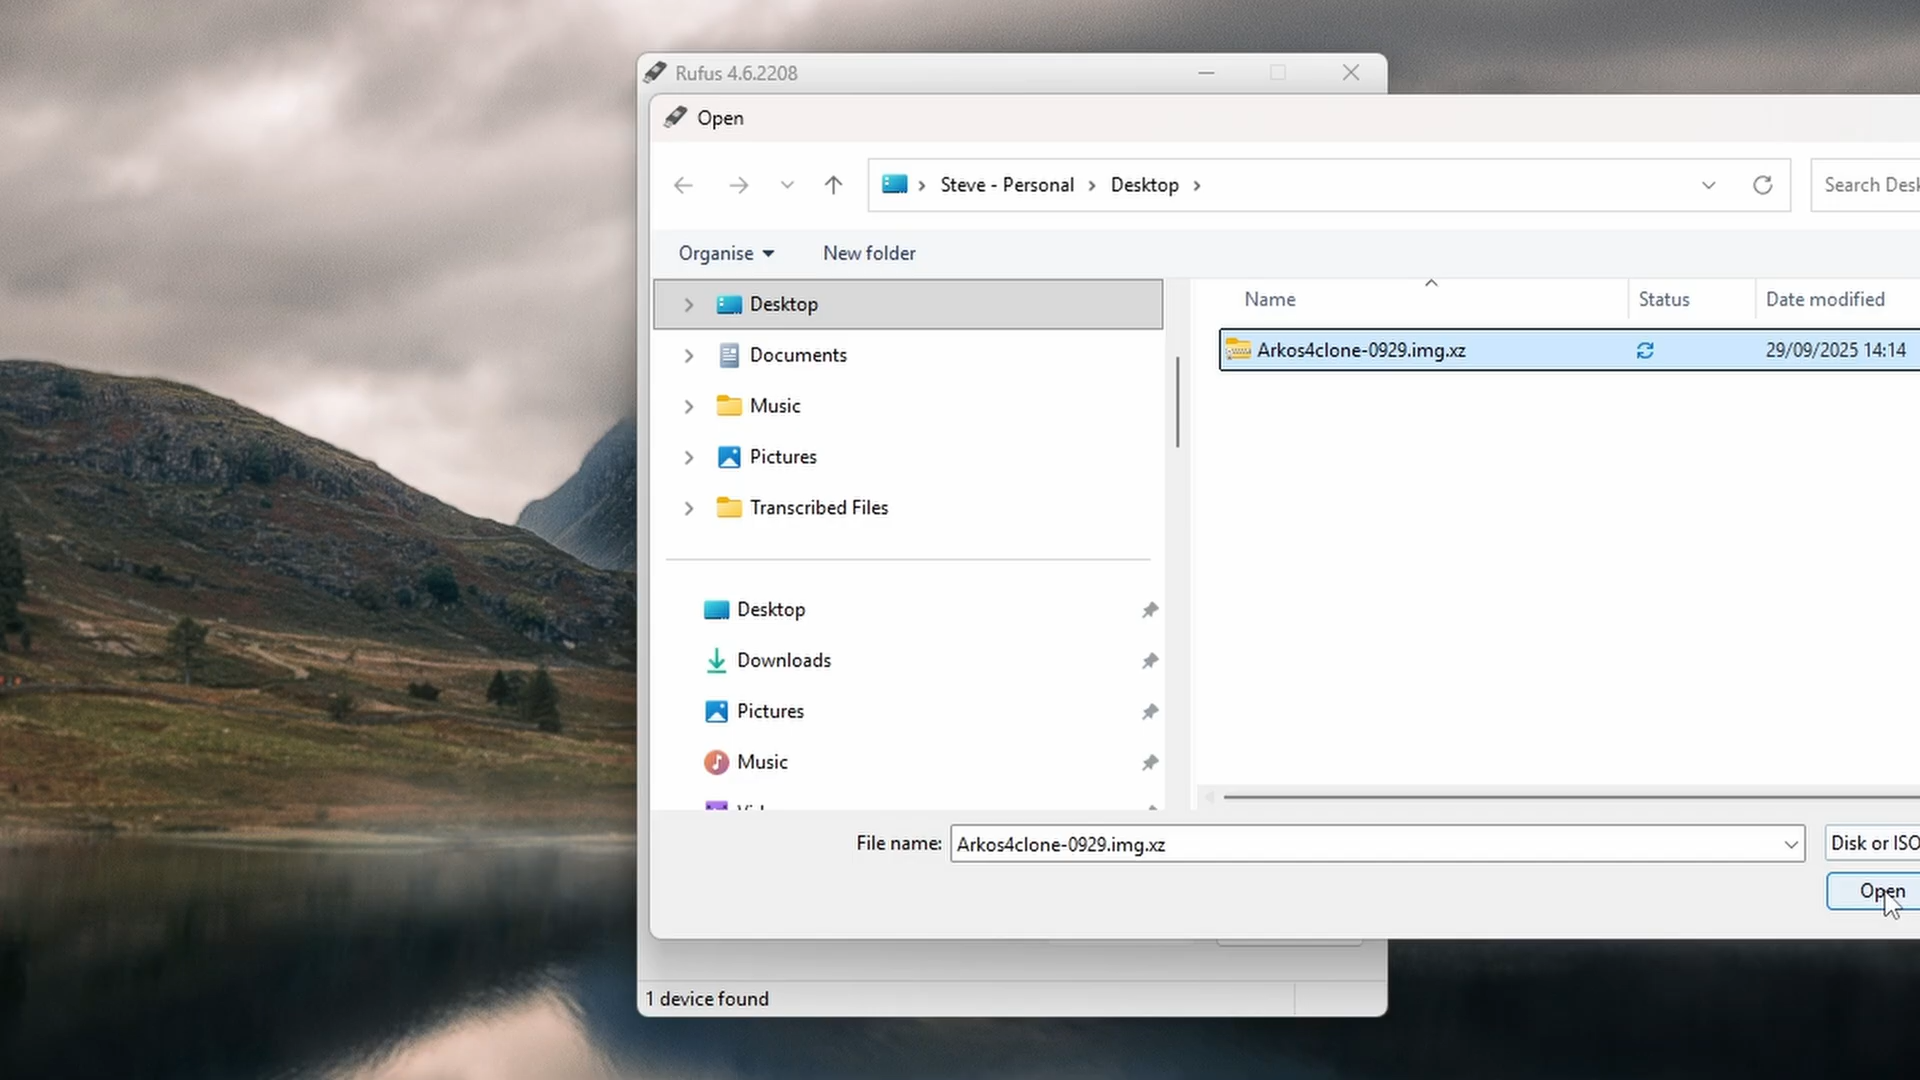 Rufus 4.6.2208
Open
Steve - Personal
Desktop
Search Desk
Organise
New folder
Desktop
Documents
Music
Pictures
Transcribed Files
Desktop
Downloads
Pictures
Music
Name
Status
Date modified
Arkos4clone-0929.img.xz
29/09/2025 14:14
File name:
Arkos4clone-0929.img.xz
Disk or ISO
Open
1 device found